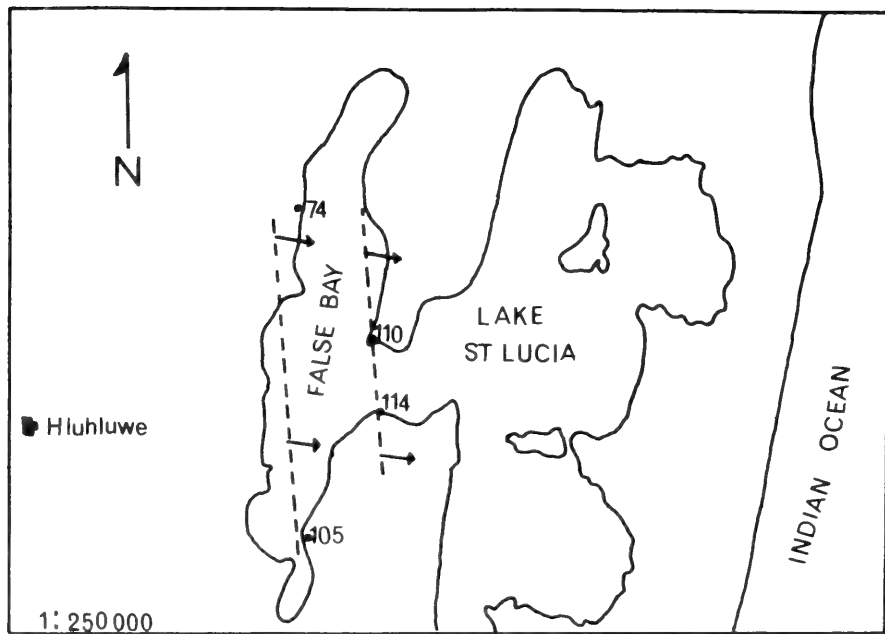 N
74
FALSE BAY
110
LAKE
ST LUCIA
114
Hluhluwe
INDIAN OCEAN
105
1: 250 000